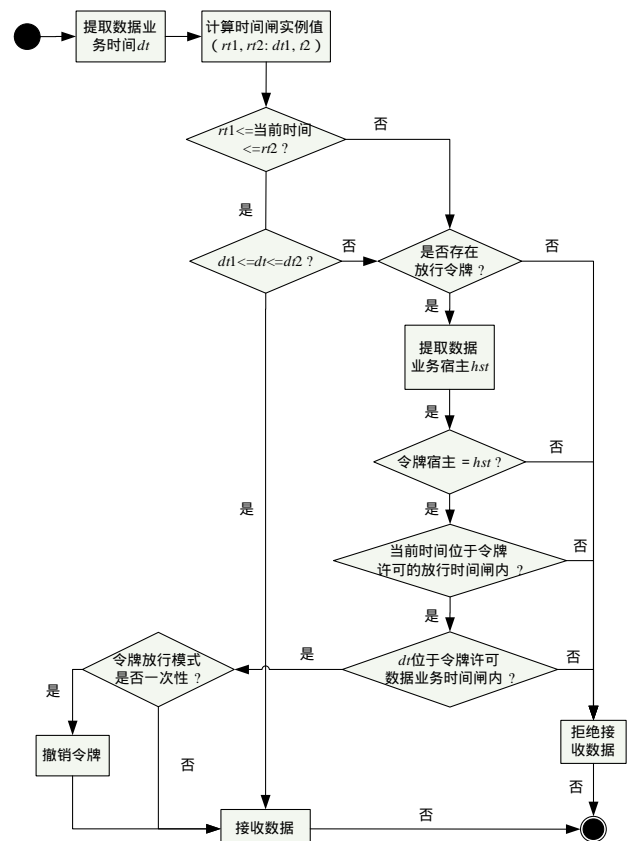 提取数据业
务时间dt
计算时间闸实例值
（rt1, rt2: dt1, t2）
rt1<=当前时间
<=rt2？
否
是
dt1<=dt<=dt2？
否
是否存在
放行令牌？
否
是
提取数据
业务宿主hst
是
令牌宿主 = hst？
否
是
是
当前时间位于令牌
许可的放行时间闸内？
否
是
dt位于令牌许可
数据业务时间闸内？
否
是
令牌放行模式
是否一次性？
是
撤销令牌
否
拒绝接
收数据
否
接收数据
否